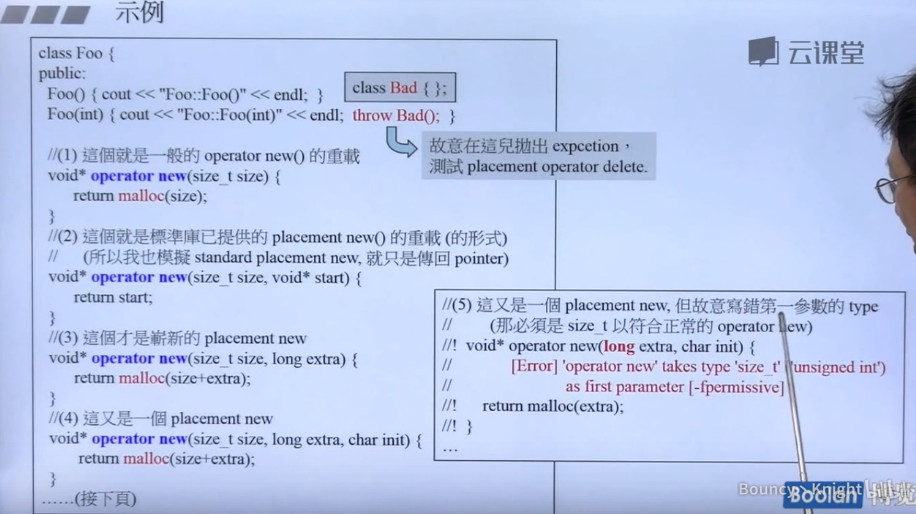 示例
云课堂
class Foo {
public:
Foo() { cout << "Foo::Foo()" << endl; }
class Bad { };
Foo(int) { cout << "Foo::Foo(int)" << endl; throw Bad(); }
故意在這兒拋出 expcetion，
測試 placement operator delete.
//(1) 這個就是一般的 operator new() 的重載
void* operator new(size_t size) {
return malloc(size);
}
//(2) 這個就是標準庫已提供的 placement new() 的重載 (的形式)
// (所以我也模擬 standard placement new, 就只是傳回 pointer)
void* operator new(size_t size, void* start) {
return start;
}
//(3) 這個才是嶄新的 placement new
void* operator new(size_t size, long extra) {
return malloc(size+extra);
}
//(4) 這又是一個 placement new
void* operator new(size_t size, long extra, char init) {
return malloc(size+extra);
}
......(接下頁)
//(5) 這又是一個 placement new, 但故意寫錯第一參數的 type
// (那必須是 size_t 以符合正常的 operator new)
//! void* operator new(long extra, char init) {
// [Error] 'operator new' takes type 'size_t' ('unsigned int')
// as first parameter [-fpermissive]
//! return malloc(extra);
//! }
...
Boolan